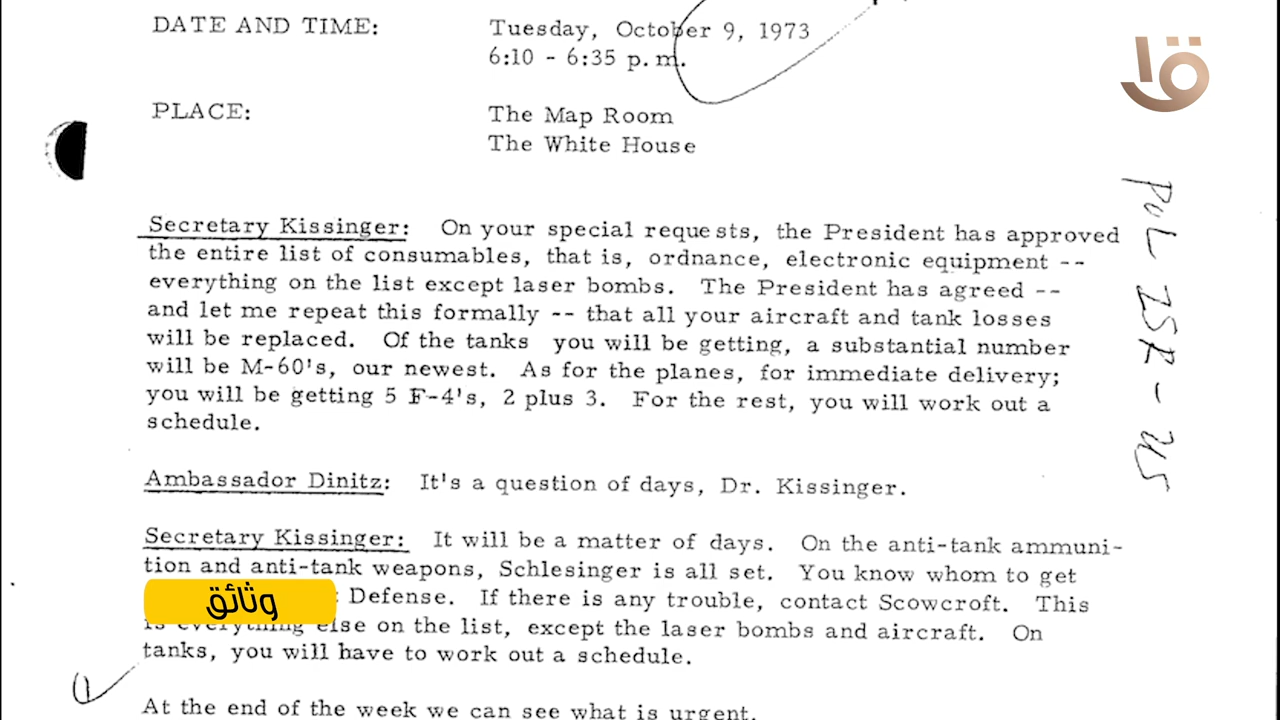 DATE AND TIME: Tuesday, October 9, 1973
6:10 - 6:35 p. m.
PLACE: The Map Room
The White House
Secretary Kissinger: On your special requests, the President has approved
the entire list of consumables, that is, ordnance, electronic equipment --
everything on the list except laser bombs. The President has agreed --
and let me repeat this formally -- that all your aircraft and tank losses
will be replaced. Of the tanks you will be getting, a substantial number
will be M-60's, our newest. As for the planes, for immediate delivery;
you will be getting 5 F-4's, 2 plus 3. For the rest, you will work out a
schedule.
Ambassador Dinitz: It's a question of days, Dr. Kissinger.
Secretary Kissinger: It will be a matter of days. On the anti-tank ammuni-
tion and anti-tank weapons, Schlesinger is all set. You know whom to get
Defense. If there is any trouble, contact Scowcroft. This
is everything else on the list, except the laser bombs and aircraft. On
tanks, you will have to work out a schedule.
At the end of the week we can see what is urgent.
وثائق
POL 15R - US